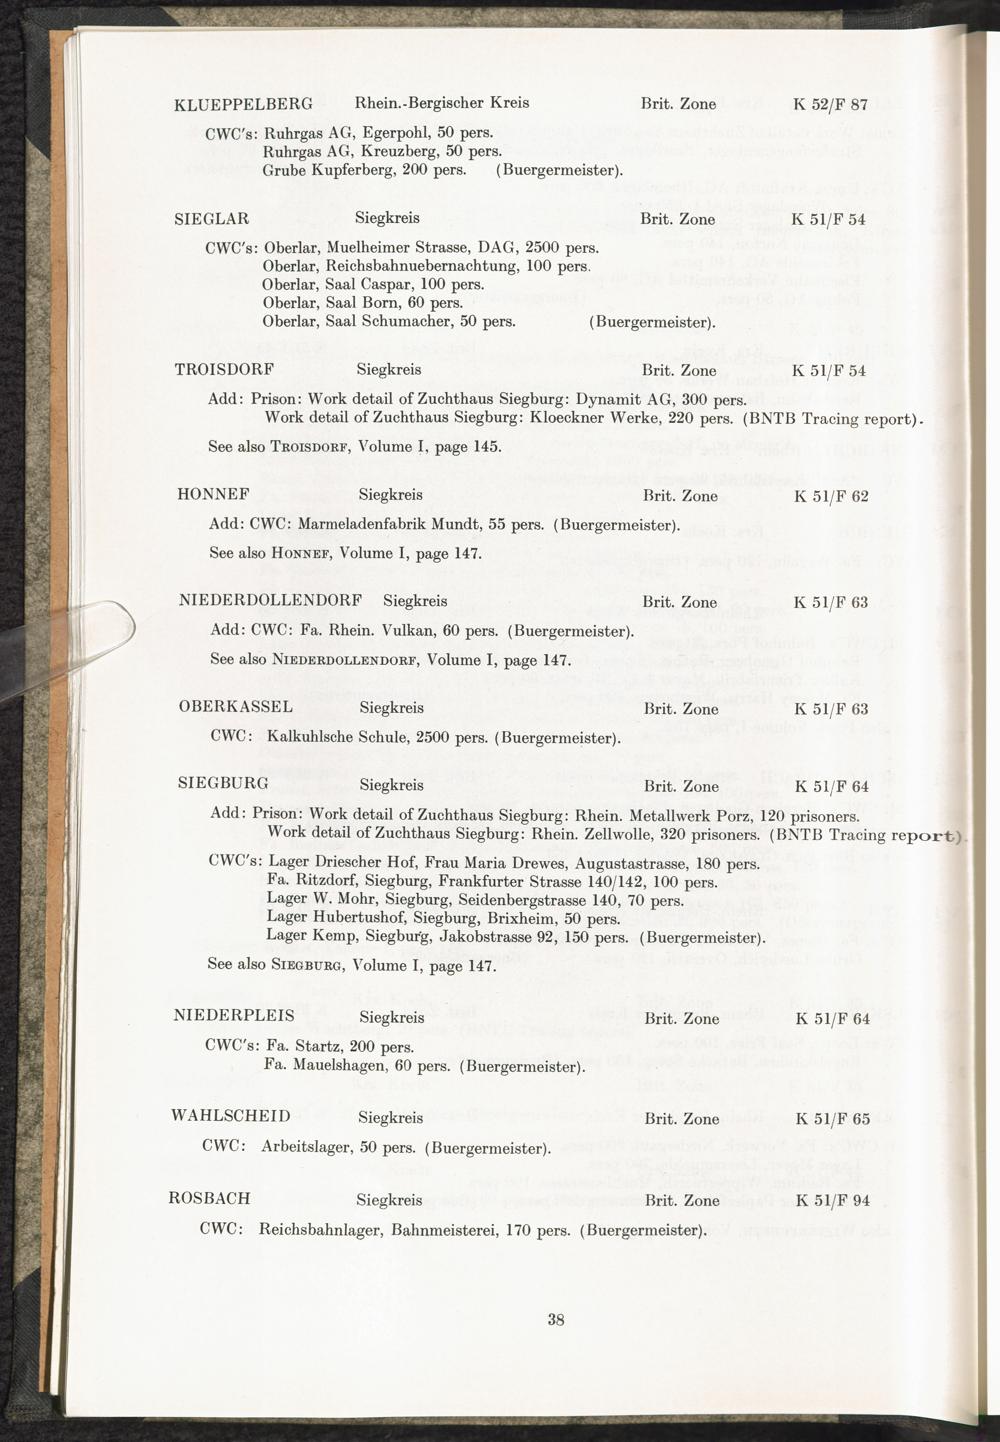 KLUEPPELBERG Rhein.-Bergischer Kreis Brit. Zone K 52/F 87
CWC's: Ruhrgas AG, Egerpohl, 50 pers.
Ruhrgas AG, Kreuzberg, 50 pers.
Grube Kupferberg, 200 pers. (Buergermeister).
SIEGLAR Siegkreis Brit. Zone K 51/F 54
CWC's: Oberlar, Muelheimer Strasse, DAG, 2500 pers.
Oberlar, Reichsbahnuebernachtung, 100 pers.
Oberlar, Saal Caspar, 100 pers.
Oberlar, Saal Born, 60 pers.
Oberlar, Saal Schumacher, 50 pers. (Buergermeister).
TROISDORF Siegkreis Brit. Zone K 51/F 54
Add: Prison: Work detail of Zuchthaus Siegburg: Dynamit AG, 300 pers.
Work detail of Zuchthaus Siegburg: Kloeckner Werke, 220 pers. (BNTB Tracing report).
See also TROISDORF, Volume I, page 145.
HONNEF Siegkreis Brit. Zone K 51/F 62
Add: CWC: Marmeladenfabrik Mundt, 55 pers. (Buergermeister).
See also HONNEF, Volume I, page 147.
NIEDERDOLLENDORF Siegkreis Brit. Zone K 51/F 63
Add: CWC: Fa. Rhein. Vulkan, 60 pers. (Buergermeister).
See also NIEDERDOLLENDORF, Volume I, page 147.
OBERKASSEL Siegkreis Brit. Zone K 51/F 63
CWC: Kalkuhlsche Schule, 2500 pers. (Buergermeister).
SIEGBURG Siegkreis Brit. Zone K 51/F 64
Add: Prison: Work detail of Zuchthaus Siegburg: Rhein. Metallwerk Porz, 120 prisoners.
Work detail of Zuchthaus Siegburg: Rhein. Zellwolle, 320 prisoners. (BNTB Tracing report).
CWC's: Lager Driescher Hof, Frau Maria Drewes, Augustastrasse, 180 pers.
Fa. Ritzdorf, Siegburg, Frankfurter Strasse 140/142, 100 pers.
Lager W. Mohr, Siegburg, Seidenbergstrasse 140, 70 pers.
Lager Hubertushof, Siegburg, Brixheim, 50 pers.
Lager Kemp, Siegburg, Jakobstrasse 92, 150 pers. (Buergermeister).
See also SIEGBURG, Volume I, page 147.
NIEDERPLEIS Siegkreis Brit. Zone K 51/F 64
CWC's: Fa. Startz, 200 pers.
Fa. Mauelshagen, 60 pers. (Buergermeister).
WAHLSCHEID Siegkreis Brit. Zone K 51/F 65
CWC: Arbeitslager, 50 pers. (Buergermeister).
ROSBACH Siegkreis Brit. Zone K 51/F 94
CWC: Reichsbahnlager, Bahnmeisterei, 170 pers. (Buergermeister).
38